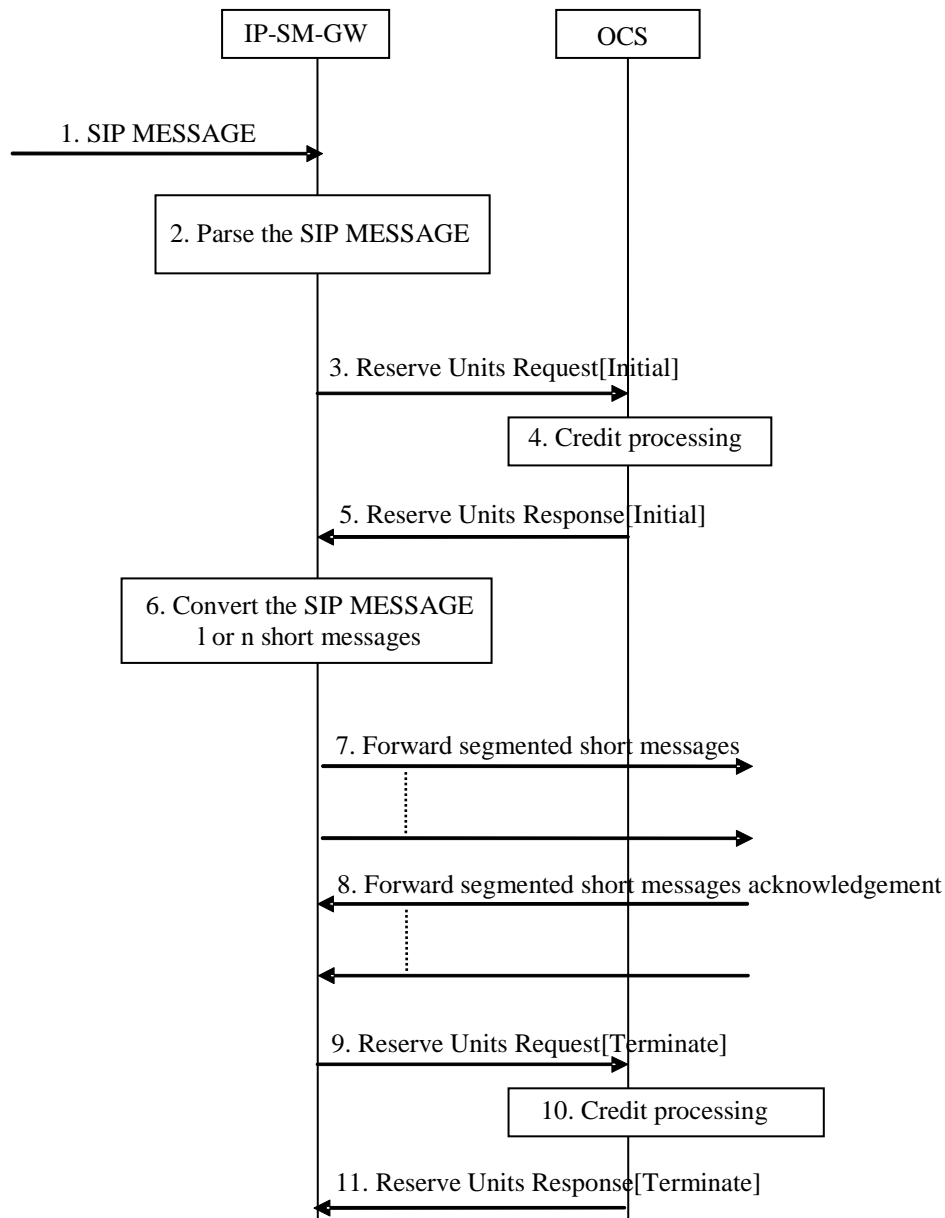 IP-SM-GW
OCS
1. SIP MESSAGE
2. Parse the SIP MESSAGE
3. Reserve Units Request[Initial]
4. Credit processing
5. Reserve Units Response[Initial]
6. Convert the SIP MESSAGE
l or n short messages
7. Forward segmented short messages
8. Forward segmented short messages acknowledgement
9. Reserve Units Request[Terminate]
10. Credit processing
11. Reserve Units Response[Terminate]